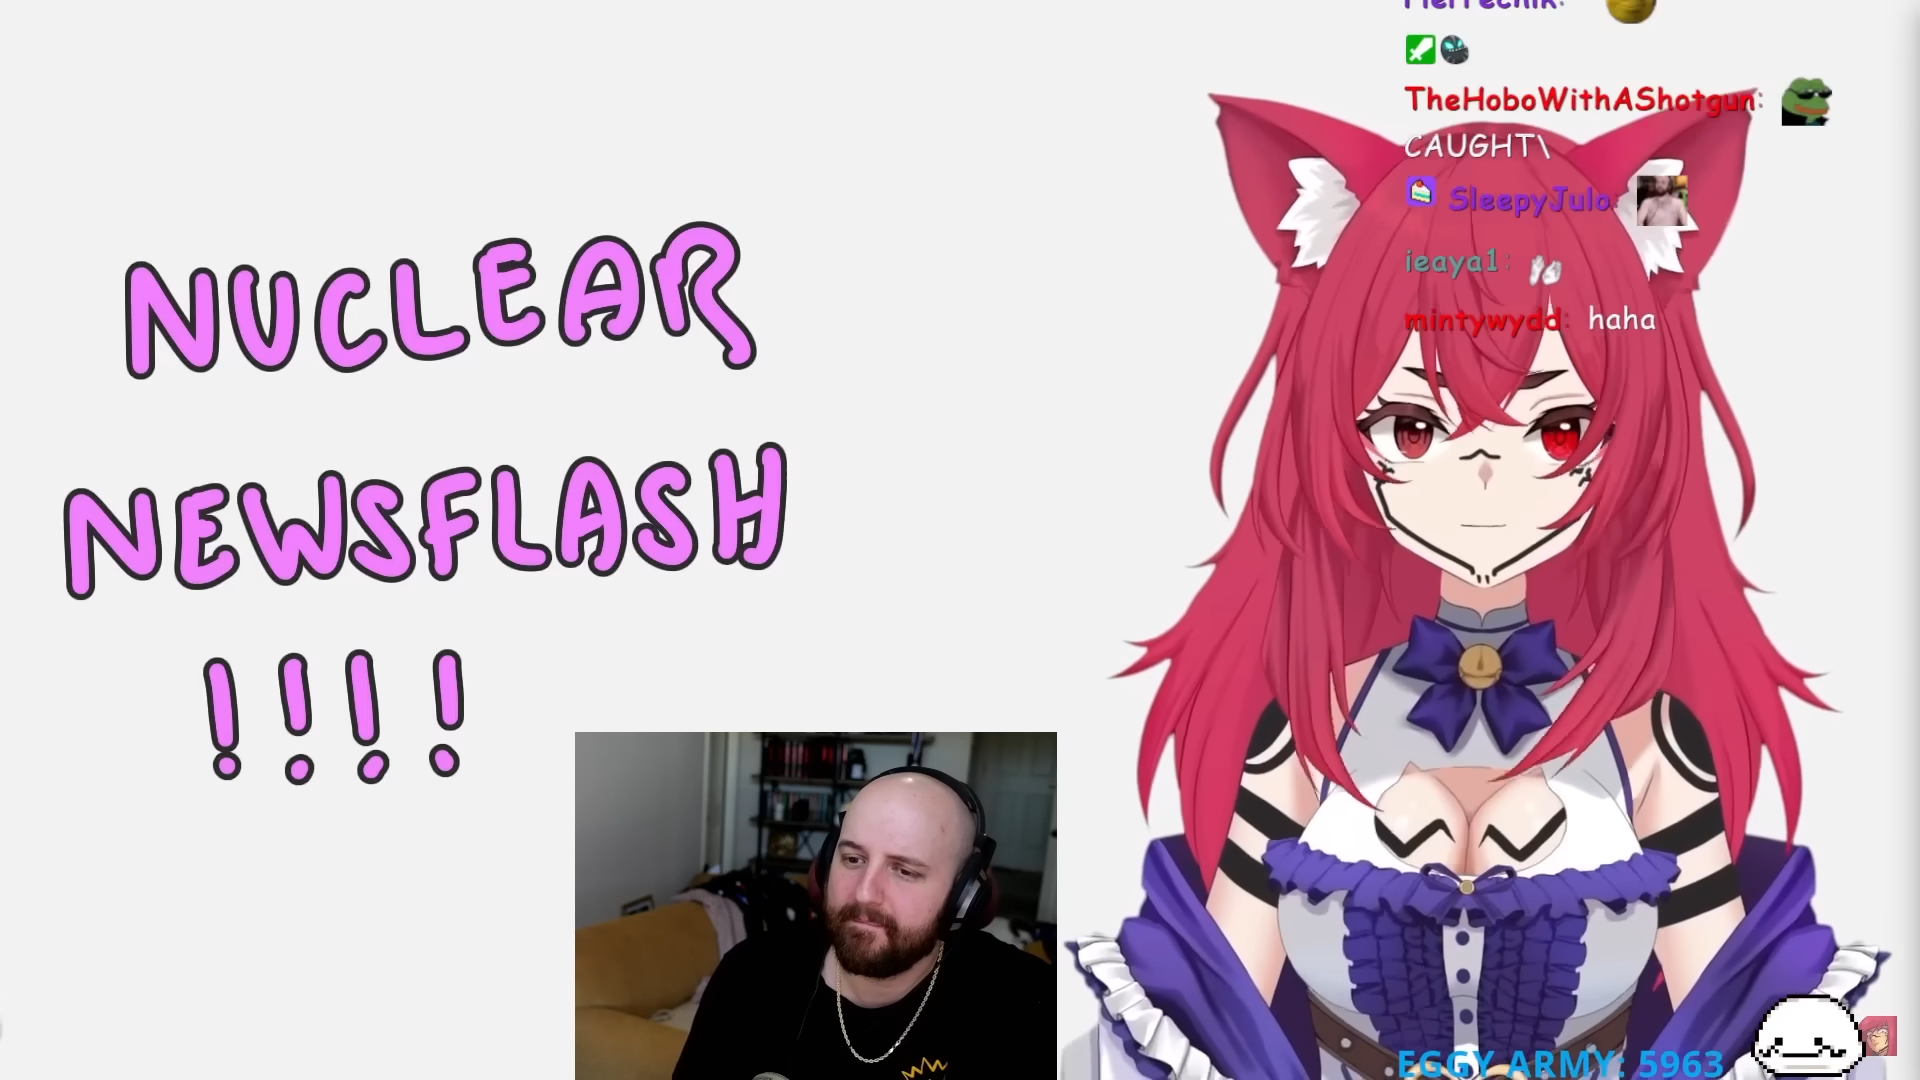 NUCLEAR
NEWSFLASH
!!!!
TheHoboWithAShotgun:
CAUGHT\
SleepyJulo:
ieaya1:
mintywydd: haha
EGGY ARMY: 5963